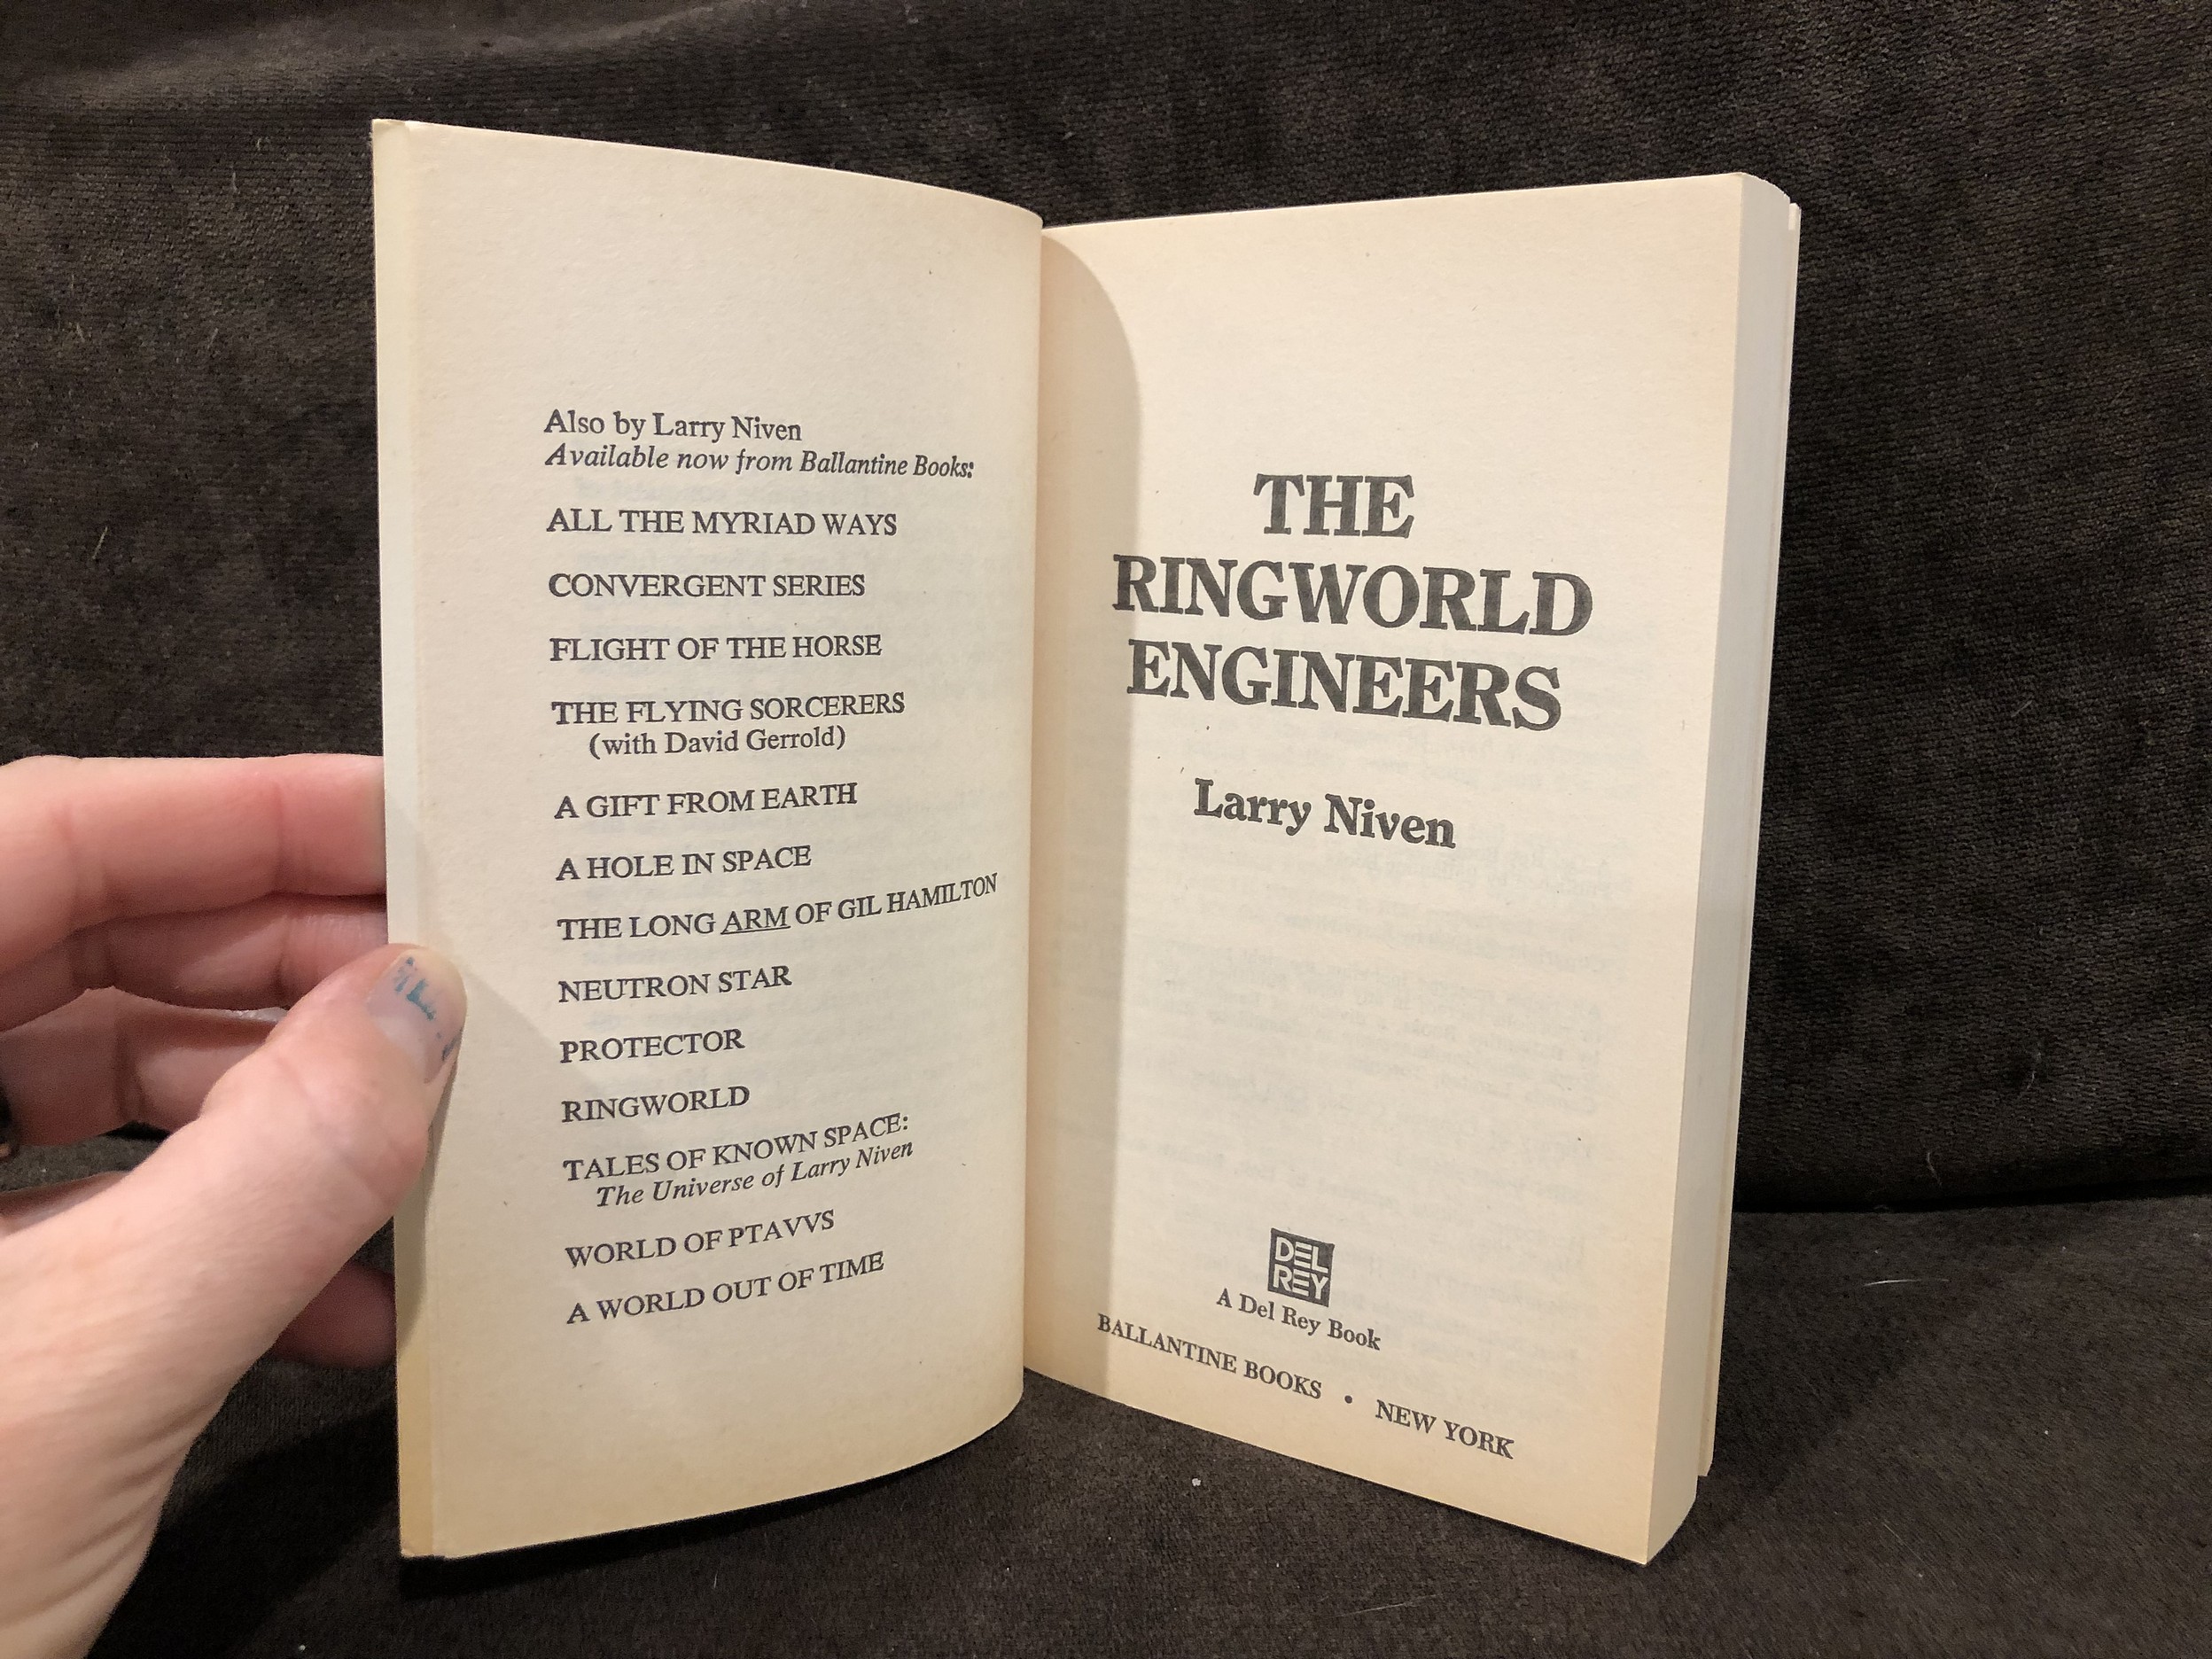 Also by Larry Niven
Available now from Ballantine Books:
ALL THE MYRIAD WAYS
CONVERGENT SERIES
FLIGHT OF THE HORSE
THE FLYING SORCERERS
(with David Gerrold)
A GIFT FROM EARTH
A HOLE IN SPACE
THE LONG ARM OF GIL HAMILTON
NEUTRON STAR
PROTECTOR
RINGWORLD
TALES OF KNOWN SPACE:
The Universe of Larry Niven
WORLD OF PTAVVS
A WORLD OUT OF TIME
THE
RINGWORLD
ENGINEERS
Larry Niven
DEL
REY
A Del Rey Book
BALLANTINE BOOKS • NEW YORK